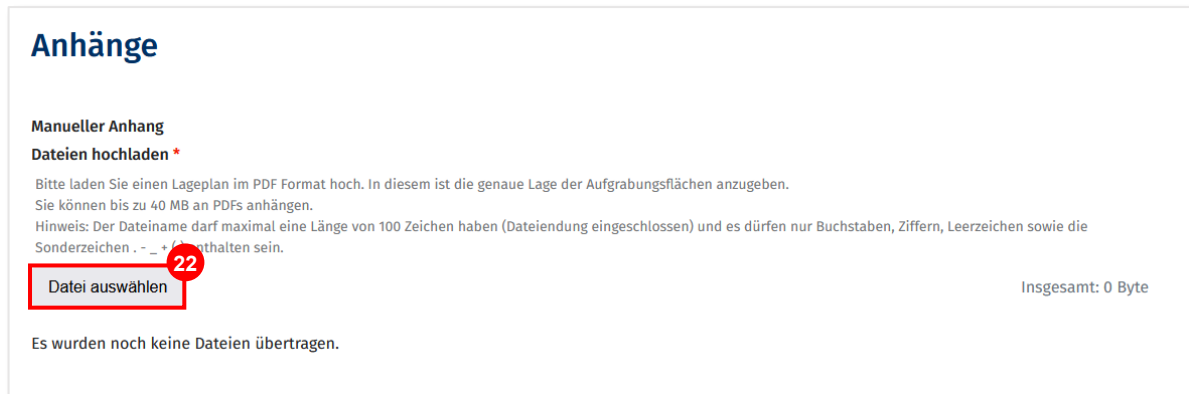 Anhänge
Manueller Anhang
Dateien hochladen *
Bitte laden Sie einen Lageplan im PDF Format hoch. In diesem ist die genaue Lage der Aufgrabungsflächen anzugeben.
Sie können bis zu 40 MB an PDFs anhängen.
Hinweis: Der Dateiname darf maximal eine Länge von 100 Zeichen haben (Dateiendung eingeschlossen) und es dürfen nur Buchstaben, Ziffern, Leerzeichen sowie die
Sonderzeichen . - _ + ( ) enthalten sein.
22
Datei auswählen
Insgesamt: 0 Byte
Es wurden noch keine Dateien übertragen.